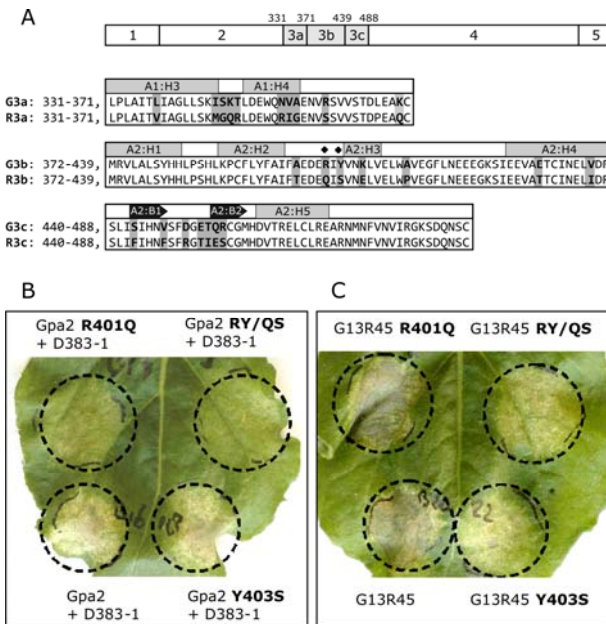 A
331 371 439 488
1 2 3a 3b 3c 4 5
A1:H3 A1:H4
G3a: 331-371, LPLAITLIAGLLSKISKTLDEWQNVAENVRSVVSTDLEAKC
R3a: 331-371, LPLAITVIAGLLSKMGQRLDEWQRIGENVSSVVSTDLEAQC
A2:H1 A2:H2 A2:H3 A2:H4
G3b: 372-439, MRVLALSYHHLPSHLKPCFLYFAIFAEDERIYVNKLVELWAVEGFLNEEEGKSIEEVAETCINELVDR
R3b: 372-439, MRVLALSYHHLPSHLKPCFLYFAIFTEDEQISVNELVELWPVEGFLNEEEGKSIEEVATTCINELIDR
A2:B1 A2:B2 A2:H5
G3c: 440-488, SLISIHNVSFDGETQRCGMHDVTRELCLREARNMNFVNVIRGKSDQNSC
R3c: 440-488, SLIFIHNFSFRGTIESCGMHDVTRELCLREARNMNFVNVIRGKSDQNSC
B
Gpa2 R401Q
+ D383-1
Gpa2 RY/QS
+ D383-1
Gpa2
+ D383-1
Gpa2 Y403S
+ D383-1
C
G13R45 R401Q
G13R45 RY/QS
G13R45
G13R45 Y403S